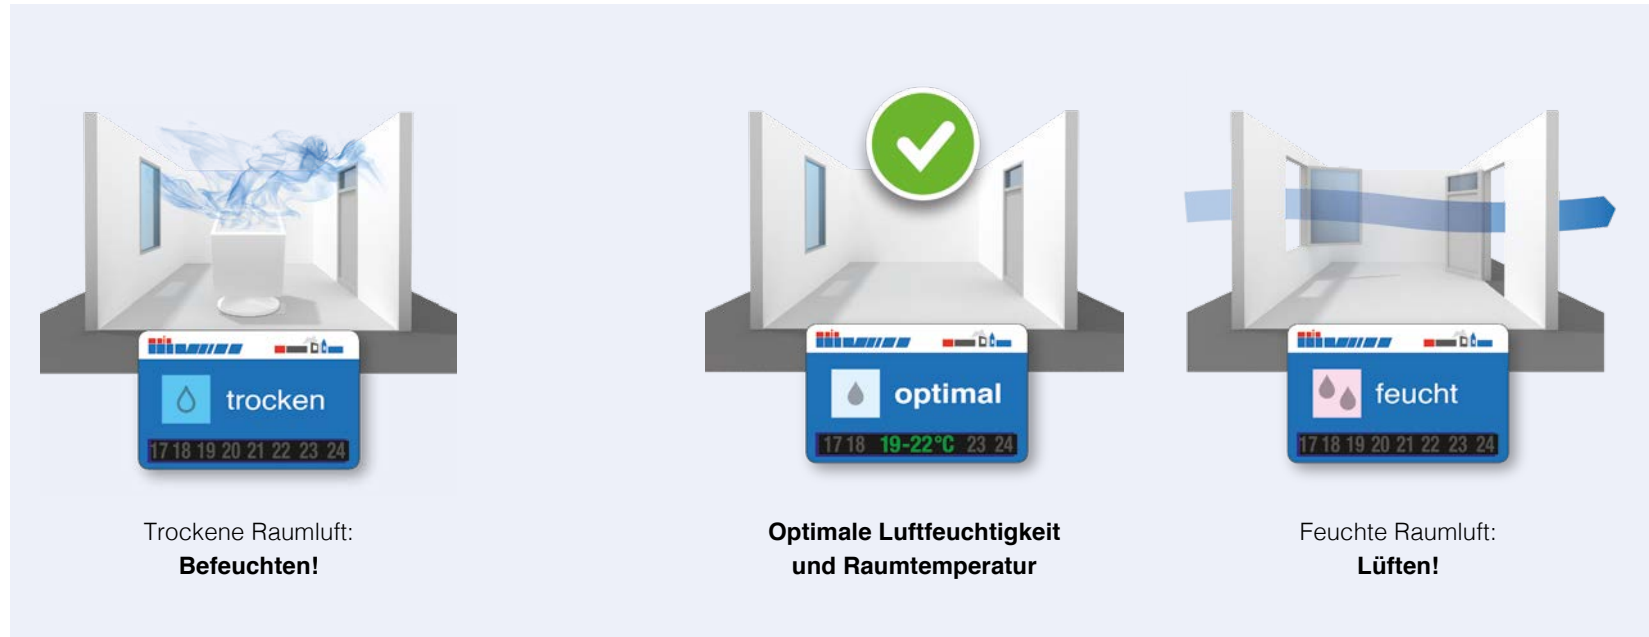 trocken
17 18 19 20 21 22 23 24
Trockene Raumluft:
Befeuchten!
optimal
17 18 19-22°C 23 24
Optimale Luftfeuchtigkeit
und Raumtemperatur
feucht
17 18 19 20 21 22 23 24
Feuchte Raumluft:
Lüften!